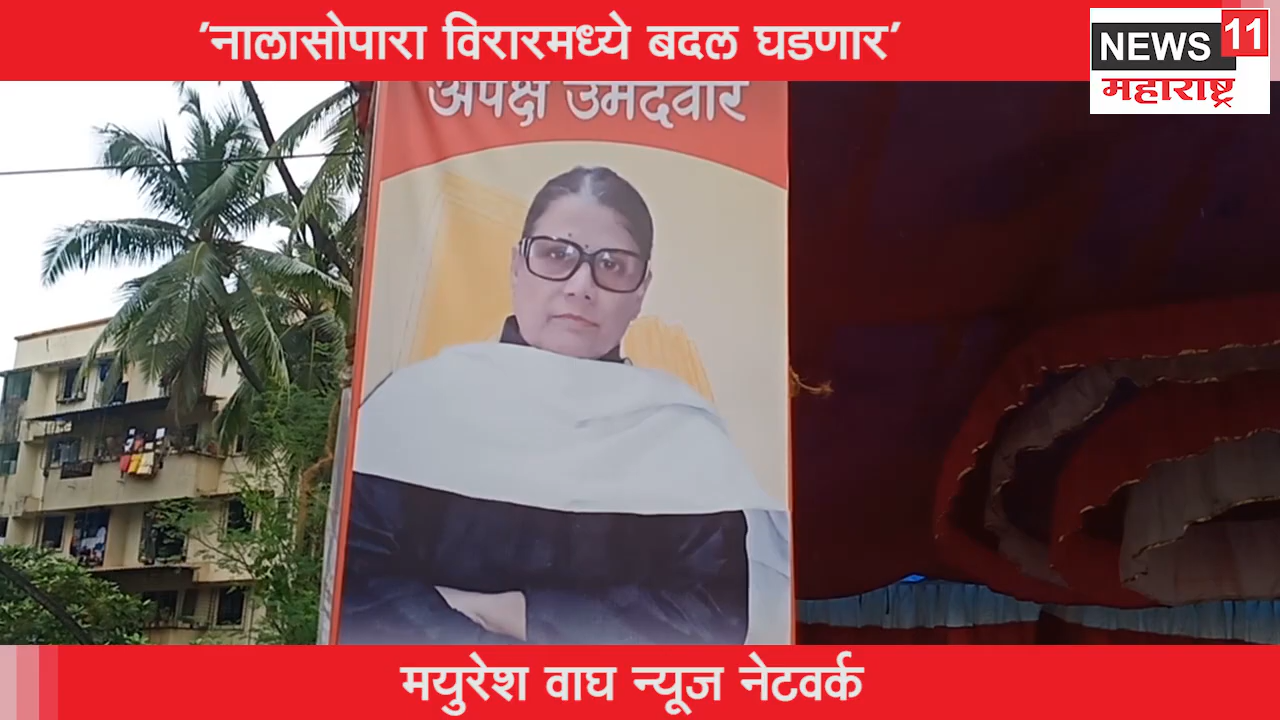 'नालासोपारा विरारमध्ये बदल घडणार'
NEWS 11
महाराष्ट्र
अपक्ष उमेदवार
मयुरेश वाघ न्यूज नेटवर्क